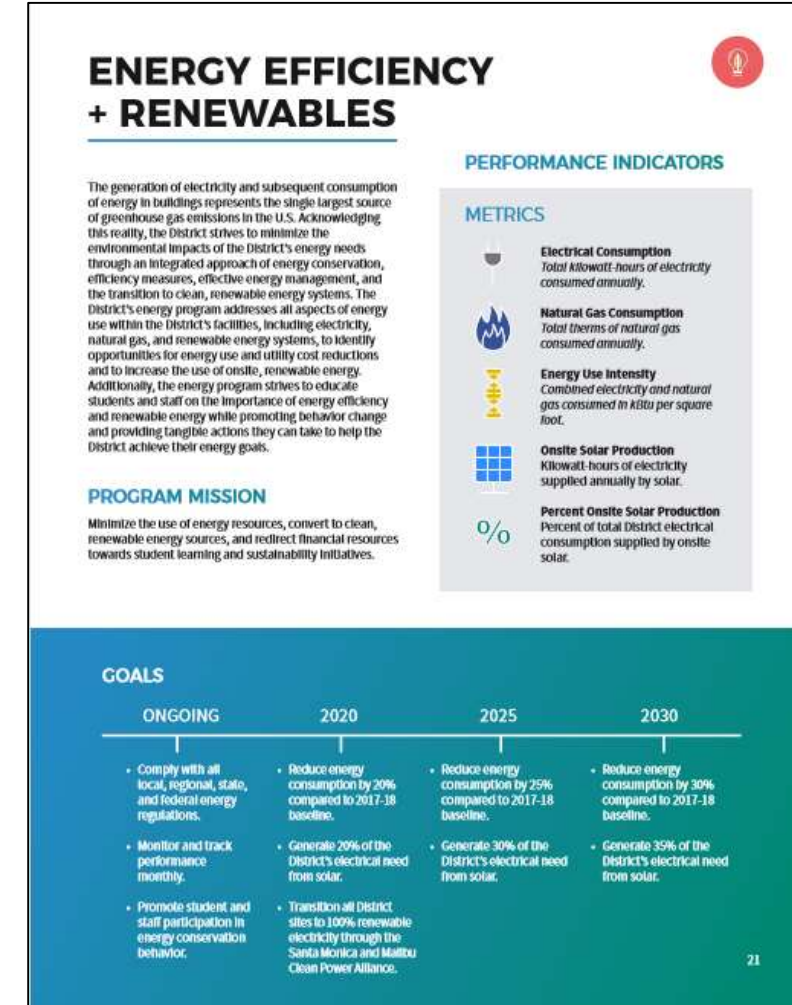 ENERGY EFFICIENCY
+ RENEWABLES
The generation of electricity and subsequent consumption
of energy in buildings represents the single largest source
of greenhouse gas emissions in the U.S. Acknowledging
this reality, the District strives to minimize the
environmental impacts of the District's energy needs
through an integrated approach of energy conservation,
efficiency measures, effective energy management, and
the transition to clean, renewable energy systems. The
District's energy program addresses all aspects of energy
use within the District's facilities, including electricity,
natural gas, and renewable energy systems, to identify
opportunities for energy use and utility cost reductions
and to increase the use of onsite, renewable energy.
Additionally, the energy program strives to educate
students and staff on the importance of energy efficiency
and renewable energy while promoting behavior change
and providing tangible actions they can take to help the
District achieve their energy goals.
PROGRAM MISSION
Minimize the use of energy resources, convert to clean,
renewable energy sources, and redirect financial resources
towards student learning and sustainability initiatives.
PERFORMANCE INDICATORS
METRICS
Electrical Consumption
Total kilowatt-hours of electricity
consumed annually.
Natural Gas Consumption
Total therms of natural gas
consumed annually.
Energy Use Intensity
Combined electricity and natural
gas consumed in kBtu per square
foot.
Onsite Solar Production
Kilowatt-hours of electricity
supplied annually by solar.
%
Percent Onsite Solar Production
Percent of total District electrical
consumption supplied by onsite
solar.
GOALS
ONGOING
• Comply with all
local, regional, state,
and federal energy
regulations.
• Monitor and track
performance
monthly.
• Promote student and
staff participation in
energy conservation
behavior.
2020
• Reduce energy
consumption by 20%
compared to 2017-18
baseline.
• Generate 20% of the
District's electrical need
from solar.
• Transition all District
sites to 100% renewable
electricity through the
Santa Monica and Malibu
Clean Power Alliance.
2025
• Reduce energy
consumption by 25%
compared to 2017-18
baseline.
• Generate 30% of the
District's electrical need
from solar.
2030
• Reduce energy
consumption by 30%
compared to 2017-18
baseline.
• Generate 35% of the
District's electrical need
from solar.
21